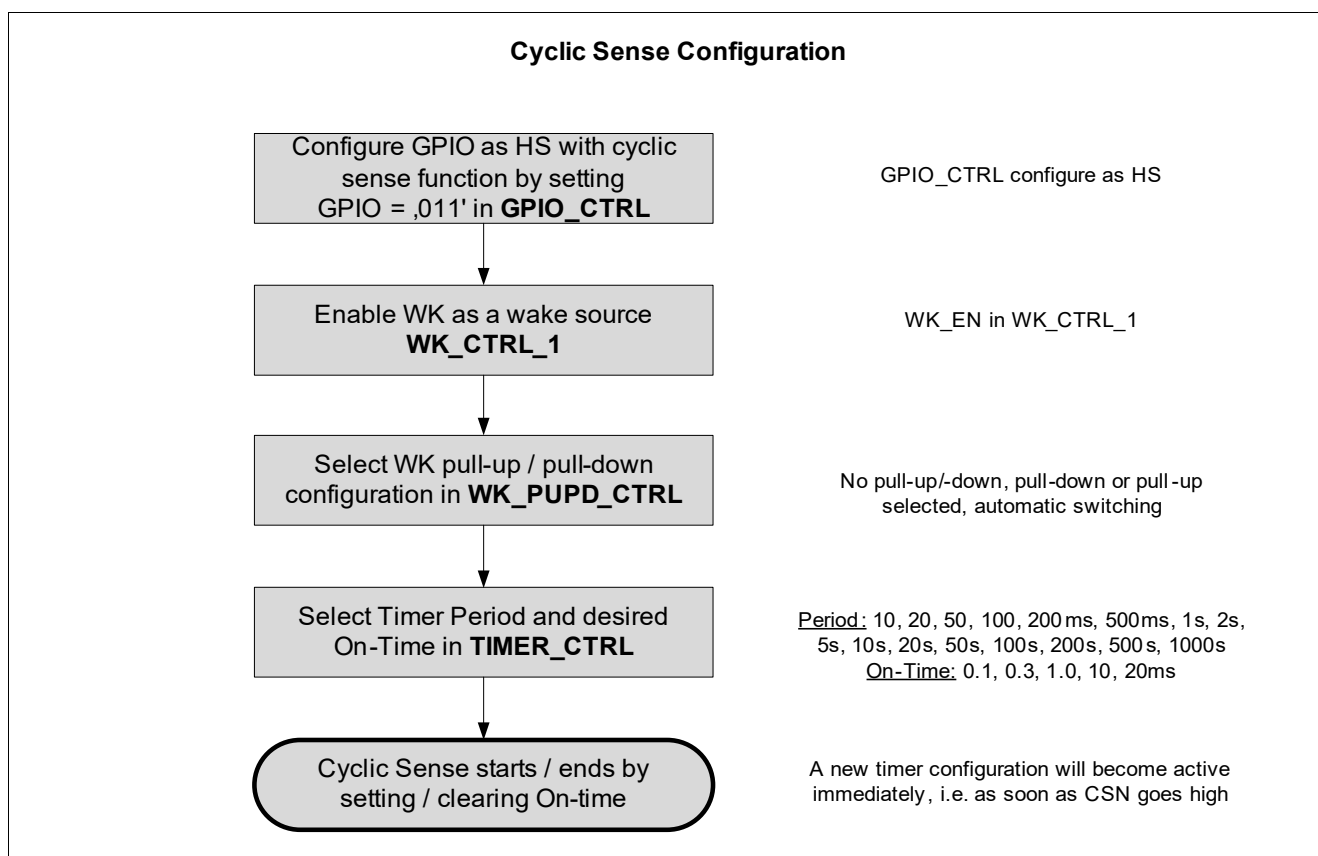 Cyclic Sense Configuration
Configure GPIO as HS with cyclic
sense function by setting
GPIO = ‚011' in GPIO_CTRL
GPIO_CTRL configure as HS
Enable WK as a wake source
WK_CTRL_1
WK_EN in WK_CTRL_1
Select WK pull-up / pull-down
configuration in WK_PUPD_CTRL
No pull-up/-down, pull-down or pull-up
selected, automatic switching
Select Timer Period and desired
On-Time in TIMER_CTRL
Period: 10, 20, 50, 100, 200ms, 500ms, 1s, 2s,
5s, 10s, 20s, 50s, 100s, 200s, 500s, 1000s
On-Time: 0.1, 0.3, 1.0, 10, 20ms
Cyclic Sense starts / ends by
setting / clearing On-time
A new timer configuration will become active
immediately, i.e. as soon as CSN goes high